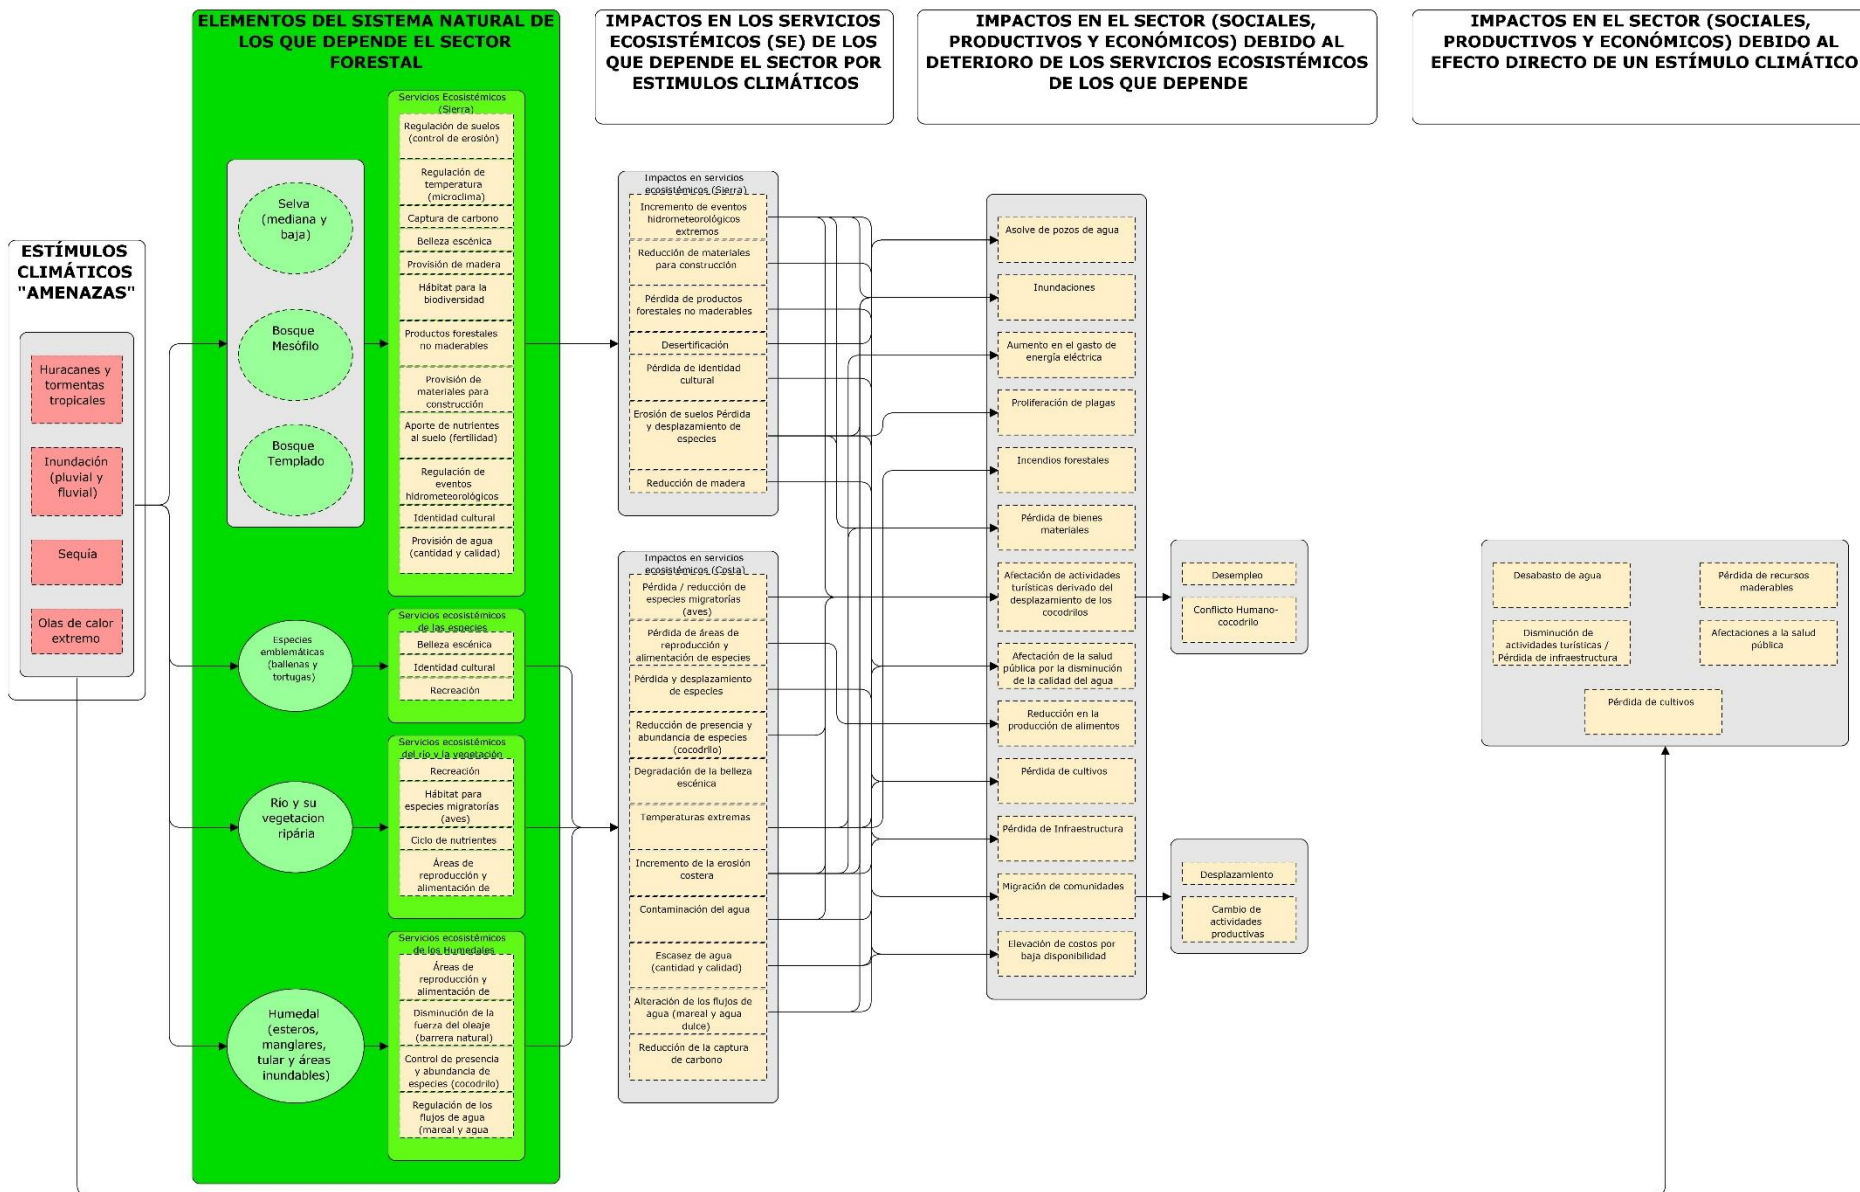 ELEMENTOS DEL SISTEMA NATURAL DE
LOS QUE DEPENDE EL SECTOR
FORESTAL
IMPACTOS EN LOS SERVICIOS
ECOSISTÉMICOS (SE) DE LOS
QUE DEPENDE EL SECTOR POR
ESTIMULOS CLIMÁTICOS
IMPACTOS EN EL SECTOR (SOCIALES,
PRODUCTIVOS Y ECONÓMICOS) DEBIDO AL
DETERIORO DE LOS SERVICIOS ECOSISTÉMICOS
DE LOS QUE DEPENDE
IMPACTOS EN EL SECTOR (SOCIALES,
PRODUCTIVOS Y ECONÓMICOS) DEBIDO AL
EFECTO DIRECTO DE UN ESTÍMULO CLIMÁTICO
ESTÍMULOS
CLIMÁTICOS
"AMENAZAS"
Huracanes y
tormentas
tropicales
Inundación
(pluvial y
fluvial)
Sequía
Olas de calor
extremo
Selva
(mediana y
baja)
Bosque
Mesófilo
Bosque
Templado
Especies
emblemáticas
(ballenas y
tortugas)
Río y su
vegetacion
ripária
Humedal
(esteros,
manglares,
tular y áreas
inundables)
Servicios Ecosistémicos
(Sierra)
Regulación de suelos
(control de erosión)
Regulación de
temperatura
(microclima)
Captura de carbono
Belleza escénica
Provisión de madera
Hábitat para la
biodiversidad
Productos forestales
no maderables
Provisión de
materiales para
construcción
Aporte de nutrientes
al suelo (fertilidad)
Regulación de
eventos
hidrometeorológicos
Identidad cultural
Provisión de agua
(cantidad y calidad)
Servicios ecosistémicos
de las especies
Belleza escénica
Identidad cultural
Recreación
Servicios ecosistémicos
del río y la vegetación
Recreación
Hábitat para
especies migratorías
(aves)
Ciclo de nutrientes
Áreas de
reproducción y
alimentación de
Servicios ecosistémicos
de los Humedales
Áreas de
reproducción y
alimentación de
Disminución de la
fuerza del oleaje
(barrera natural)
Control de presencia
y abundancia de
especies (cocodrilo)
Regulación de los
flujos de agua
(mareal y agua
Impactos en servicios
ecosistémicos (Sierra)
Incremento de eventos
hidrometeorológicos
extremos
Reducción de materiales
para construcción
Pérdida de productos
forestales no maderables
Desertificación
Pérdida de identidad
cultural
Erosión de suelos Pérdida
y desplazamiento de
especies
Reducción de madera
Impactos en servicios
ecosistémicos (Costa)
Pérdida / reducción de
especies migratorías
(aves)
Pérdida de áreas de
reproducción y
alimentación de especies
Pérdida y desplazamiento
de especies
Reducción de presencia y
abundancia de especies
(cocodrilo)
Degradación de la belleza
escénica
Temperaturas extremas
Incremento de la erosión
costera
Contaminación del agua
Escasez de agua
(cantidad y calidad)
Alteración de los flujos de
agua (mareal y agua
dulce)
Reducción de la captura
de carbono
Asolve de pozos de agua
Inundaciones
Aumento en el gasto de
energía eléctrica
Proliferación de plagas
Incendios forestales
Pérdida de bienes
materiales
Afectación de actividades
turísticas derivado del
desplazamiento de los
cocodrilos
Afectación de la salud
pública por la disminución
de la calidad del agua
Reducción en la
producción de alimentos
Pérdida de cultivos
Pérdida de Infraestructura
Migración de comunidades
Elevación de costos por
baja disponibilidad
Desempleo
Conflicto Humano-
cocodrilo
Desplazamiento
Cambio de
actividades
productivas
Desabasto de agua
Pérdida de recursos
maderables
Disminución de
actividades turísticas /
Pérdida de infraestructura
Afectaciones a la salud
pública
Pérdida de cultivos